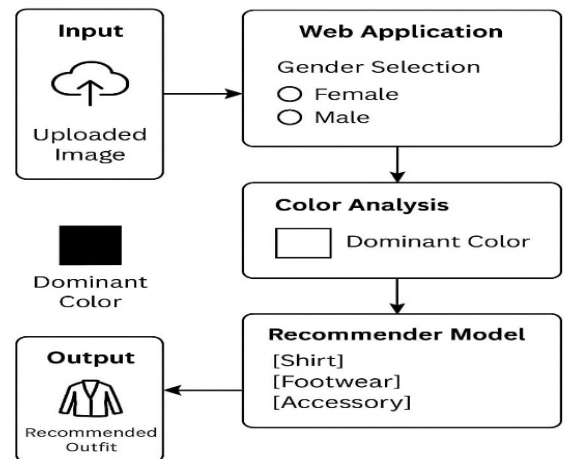 Input
Uploaded
Image
Web Application
Gender Selection
Female
Male
Color Analysis
Dominant Color
Dominant
Color
Recommender Model
[Shirt]
[Footwear]
[Accessory]
Output
Recommended
Outfit